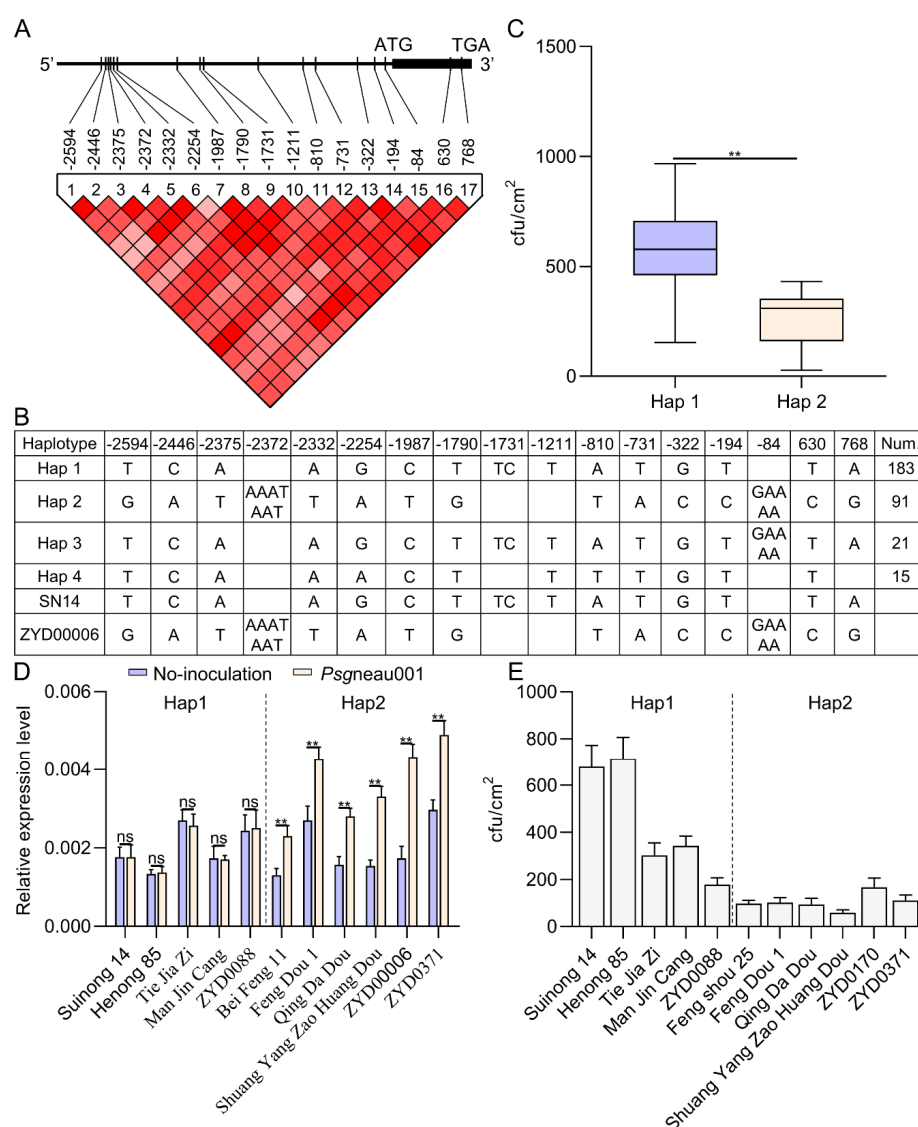 A
ATG TGA
5’ 3’
-2594 -2446 -2375 -2372 -2332 -2254 -1987 -1790 -1731 -1211 -810 -731 -322 -194 -84 630 768
1 2 3 4 5 6 7 8 9 10 11 12 13 14 15 16 17
C
1500
1000
500
0
cfu/cm²
**
Hap 1 Hap 2
B
Haplotype -2594 -2446 -2375 -2372 -2332 -2254 -1987 -1790 -1731 -1211 -810 -731 -322 -194 -84 630 768 Num.
Hap 1 T C A A G C T TC T A T G T T A 183
Hap 2 G A T AAAT AAT T A T G T A C C GAA AA C G 91
Hap 3 T C A A G C T TC T A T G T GAA AA T A 21
Hap 4 T C A A A C T T T T G T T 15
SN14 T C A A G C T TC T A T G T T A
ZYD00006 G A T AAAT AAT T A T G T A C C GAA AA C G
D
No-inoculation Psgneau001
Hap1 Hap2
Relative expression level
0.006
0.004
0.002
0.000
ns ns ns ns ns ** ** ** ** ** **
Suinong 14
Henong 85
Tie Jia Zi
Man Jin Cang
ZYD0088
Bei Feng 11
Feng Dou 1
Qing Da Dou
Shuang Yang Zao Huang Dou
ZYD00006
ZYD0371
E
Hap1 Hap2
cfu/cm²
1000
800
600
400
200
0
Suinong 14
Henong 85
Tie Jia Zi
Man Jin Cang
ZYD0088
Feng shou 25
Feng Dou 1
Qing Da Dou
Shuang Yang Zao Huang Dou
ZYD0170
ZYD0371